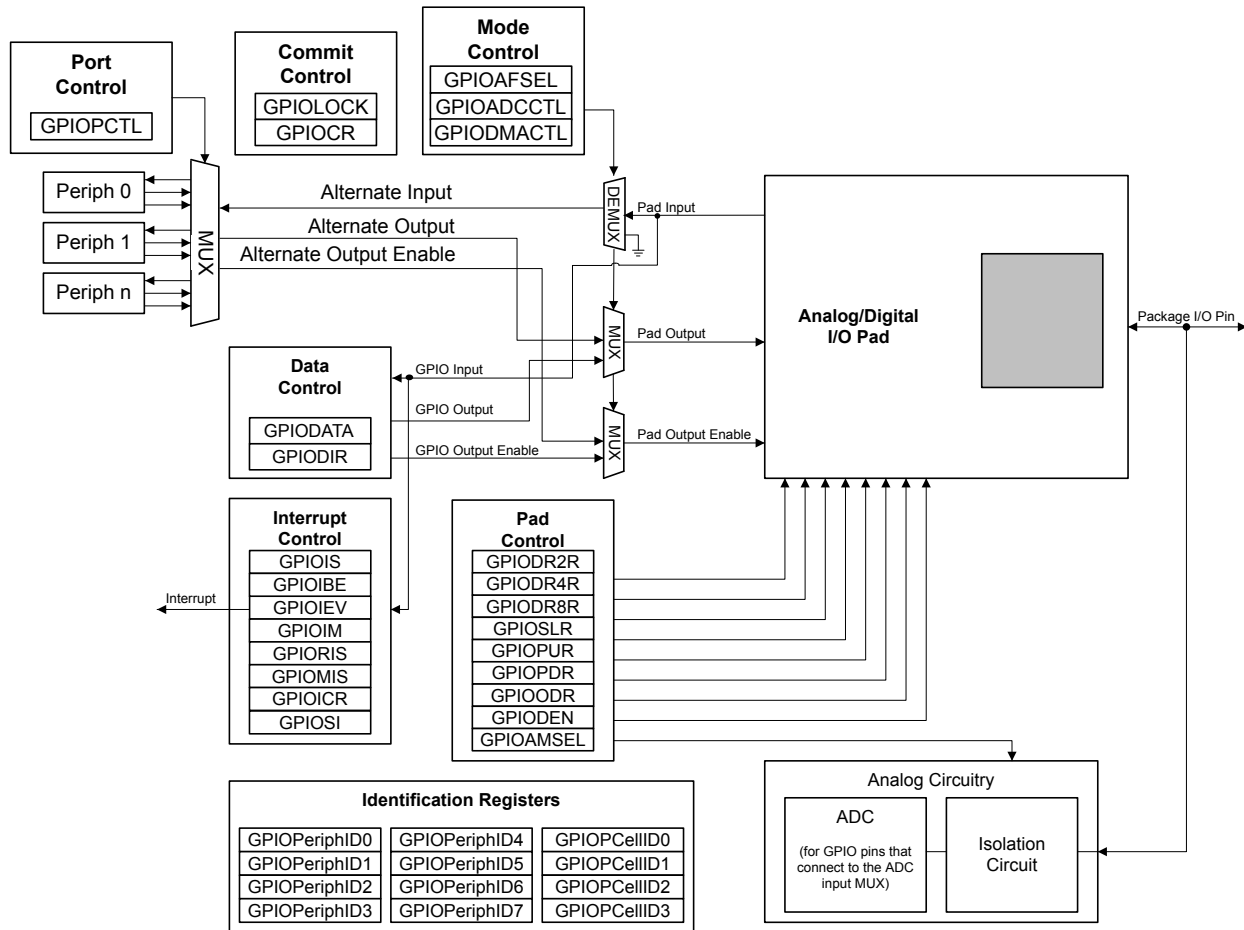 Port
Control
GPIOPCTL
Commit
Control
GPIOLOCK
GPIOCR
Mode
Control
GPIOAFSEL
GPIOADCCTL
GPIODMACTL
Periph 0
Periph 1
Periph n
MUX
Alternate Input
Alternate Output
Alternate Output Enable
DEMUX
Pad Input
MUX
Pad Output
MUX
Pad Output Enable
Analog/Digital
I/O Pad
Package I/O Pin
Data
Control
GPIODATA
GPIODIR
GPIO Input
GPIO Output
GPIO Output Enable
Interrupt
Control
GPIOIS
GPIOIBE
GPIOIEV
GPIOIM
GPIORIS
GPIOMIS
GPIOICR
GPIOSI
Interrupt
Pad
Control
GPIODR2R
GPIODR4R
GPIODR8R
GPIOSLR
GPIOPUR
GPIOPDR
GPIOODR
GPIODEN
GPIOAMSEL
Analog Circuitry
ADC
(for GPIO pins that
connect to the ADC
input MUX)
Isolation
Circuit
Identification Registers
GPIOPeriphID0
GPIOPeriphID1
GPIOPeriphID2
GPIOPeriphID3
GPIOPeriphID4
GPIOPeriphID5
GPIOPeriphID6
GPIOPeriphID7
GPIOPCellID0
GPIOPCellID1
GPIOPCellID2
GPIOPCellID3